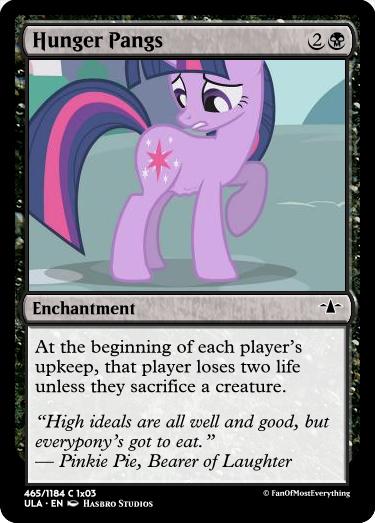 Hunger Pangs 2
Enchantment
At the beginning of each player's
upkeep, that player loses two life
unless they sacrifice a creature.
“High ideals are all well and good, but
everypony's got to eat.”
— Pinkie Pie, Bearer of Laughter
465/1184 C 1x03
ULA • EN Hasbro Studios
© FanOfMostEverything